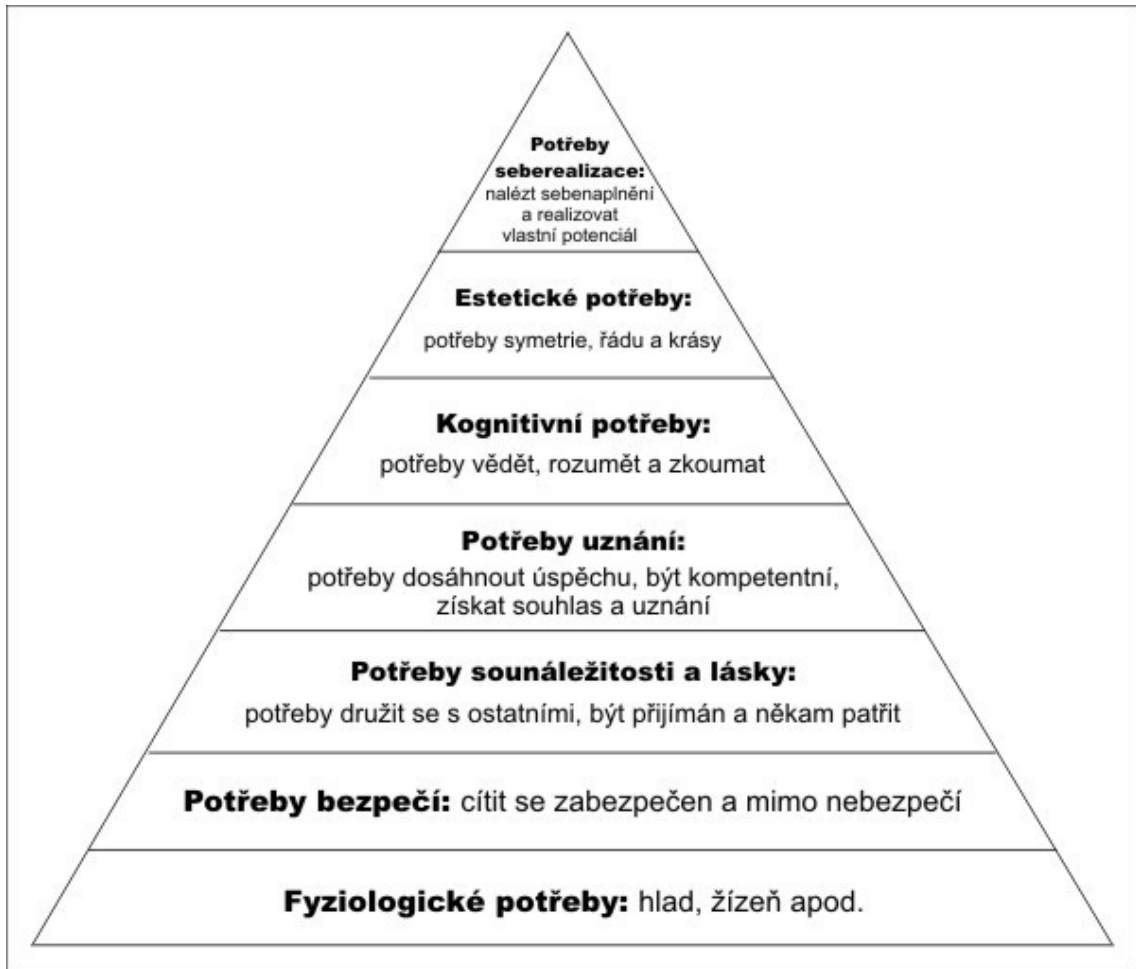 Potřeby
seberealizace:
nalézt sebenaplnění
a realizovat
vlastní potenciál
Estetické potřeby:
potřeby symetrie, řádu a krásy
Kognitivní potřeby:
potřeby vědět, rozumět a zkoumat
Potřeby uznání:
potřeby dosáhnout úspěchu, být kompetentní,
získat souhlas a uznání
Potřeby sounáležitosti a lásky:
potřeby družit se s ostatními, být přijímán a někam patřit
Potřeby bezpečí: cítit se zabezpečen a mimo nebezpečí
Fyziologické potřeby: hlad, žízeň apod.